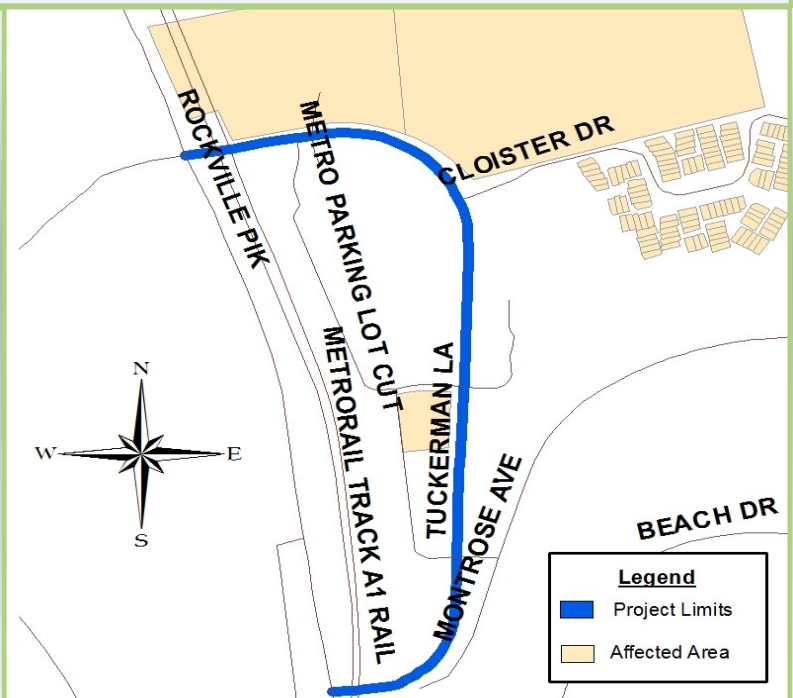 ROCKVILLE PIK
METRO PARKING LOT CUT
CLOISTER DR
METRORAIL TRACK A1 RAIL
TUCKERMAN LA
MONTROSE AVE
BEACH DR
N
W
E
S
Legend
Project Limits
Affected Area